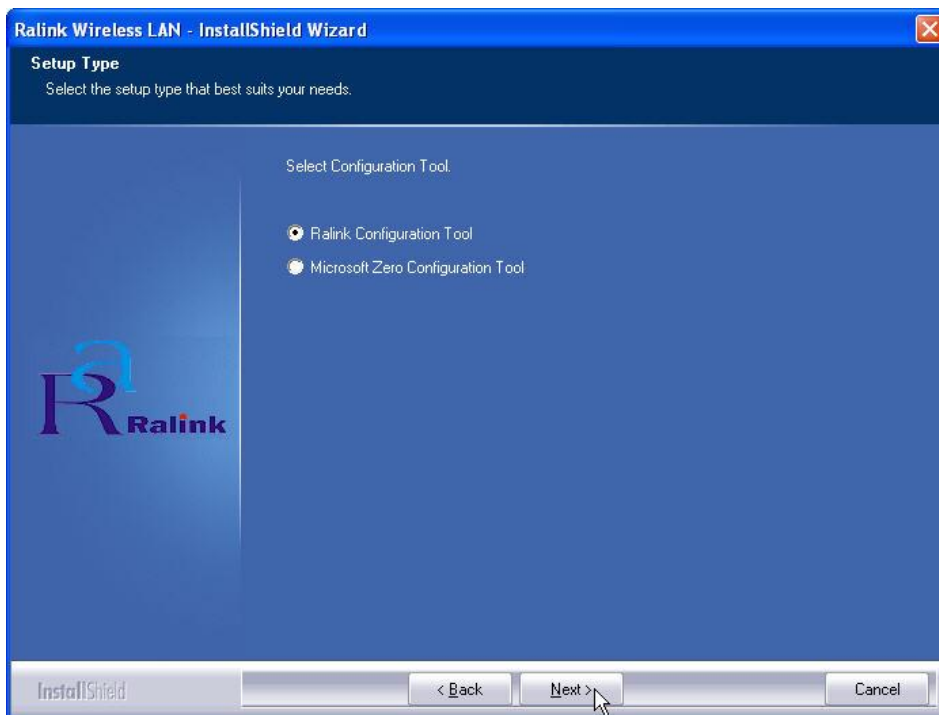 Ralink Wireless LAN - InstallShield Wizard
Setup Type
Select the setup type that best suits your needs.
Select Configuration Tool.
Ralink Configuration Tool
Microsoft Zero Configuration Tool
Ra
Ralink
InstallShield
< Back
Next >
Cancel